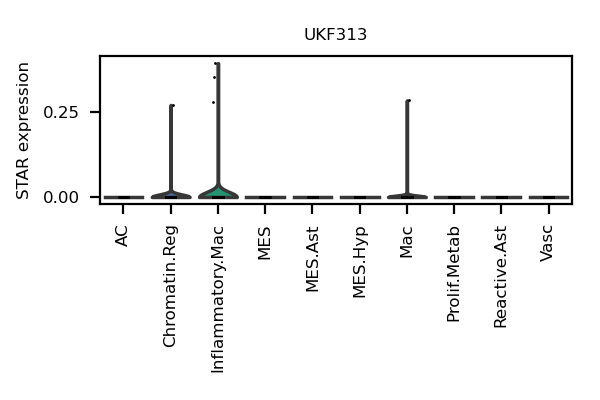 UKF313
STAR expression
0.25
0.00
AC
Chromatin.Reg
Inflammatory.Mac
MES
MES.Ast
MES.Hyp
Mac
Prolif.Metab
Reactive.Ast
Vasc